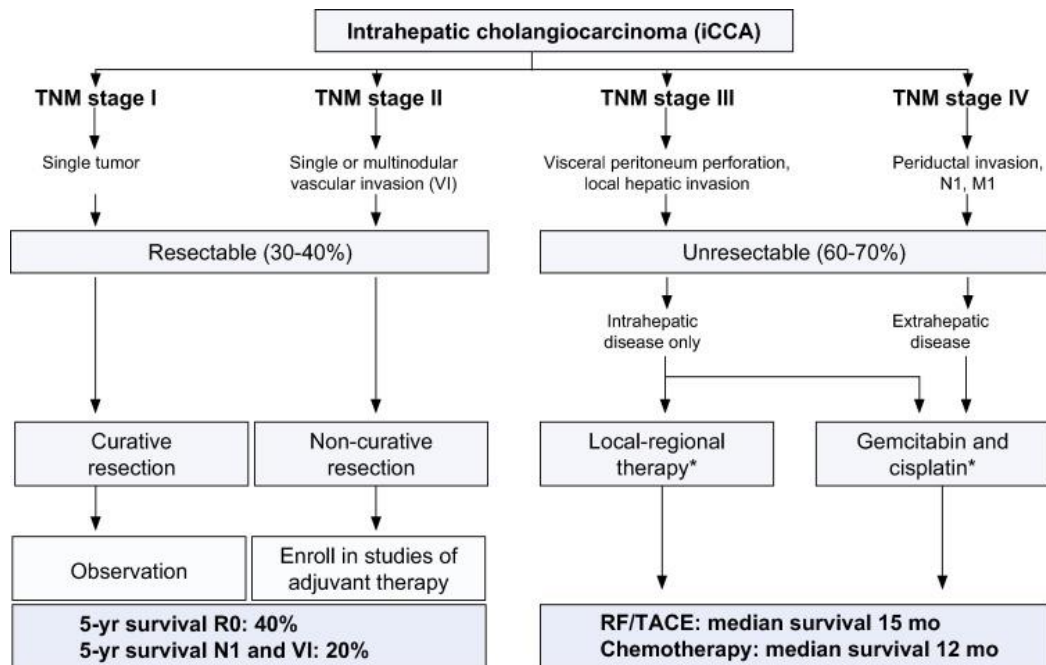 Intrahepatic cholangiocarcinoma (iCCA)
TNM stage I
TNM stage II
TNM stage III
TNM stage IV
Single tumor
Single or multinodular
vascular invasion (VI)
Visceral peritoneum perforation,
local hepatic invasion
Periductal invasion,
N1, M1
Resectable (30-40%)
Unresectable (60-70%)
Intrahepatic
disease only
Extrahepatic
disease
Curative
resection
Non-curative
resection
Local-regional
therapy*
Gemcitabin and
cisplatin*
Observation
Enroll in studies of
adjuvant therapy
5-yr survival R0: 40%
5-yr survival N1 and VI: 20%
RF/TACE: median survival 15 mo
Chemotherapy: median survival 12 mo